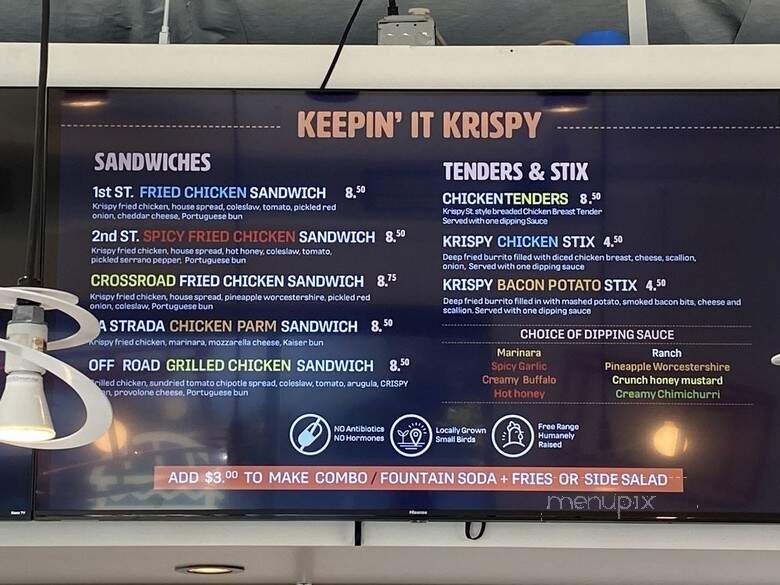 KEEPIN' IT KRISPY
SANDWICHES
1st ST. FRIED CHICKEN SANDWICH 8.50
Krispy fried chicken, house spread, coleslaw, tomato, pickled red
onion, cheddar cheese, Portuguese bun
2nd ST. SPICY FRIED CHICKEN SANDWICH 8.50
Krispy fried chicken, house spread, hot honey, coleslaw, tomato,
pickled serrano pepper, Portuguese bun
CROSSROAD FRIED CHICKEN SANDWICH 8.75
Krispy fried chicken, house spread, pineapple worcestershire, pickled red
onion, coleslaw, Portuguese bun
A STRADA CHICKEN PARM SANDWICH 8.50
Krispy fried chicken, marinara, mozzarella cheese, Kaiser bun
OFF ROAD GRILLED CHICKEN SANDWICH 8.50
rilled chicken, sundried tomato chipotle spread, coleslaw, tomato, arugula, CRISPY
on, provolone cheese, Portuguese bun
TENDERS & STIX
CHICKEN TENDERS 8.50
Krispy St. style breaded Chicken Breast Tender
Served with one dipping Sauce
KRISPY CHICKEN STIX 4.50
Deep fried burrito filled with diced chicken breast, cheese, scallion,
onion, Served with one dipping sauce
KRISPY BACON POTATO STIX 4.50
Deep fried burrito filled in with mashed potato, smoked bacon bits, cheese and
scallion. Served with one dipping sauce
CHOICE OF DIPPING SAUCE
Marinara
Spicy Garlic
Creamy Buffalo
Hot honey
Ranch
Pineapple Worcestershire
Crunch honey mustard
Creamy Chimichurri
NO Antibiotics
NO Hormones
Locally Grown
Small Birds
Free Range
Humanely
Raised
ADD $3.00 TO MAKE COMBO / FOUNTAIN SODA + FRIES OR SIDE SALAD
menupix
Hisense
Roku TV